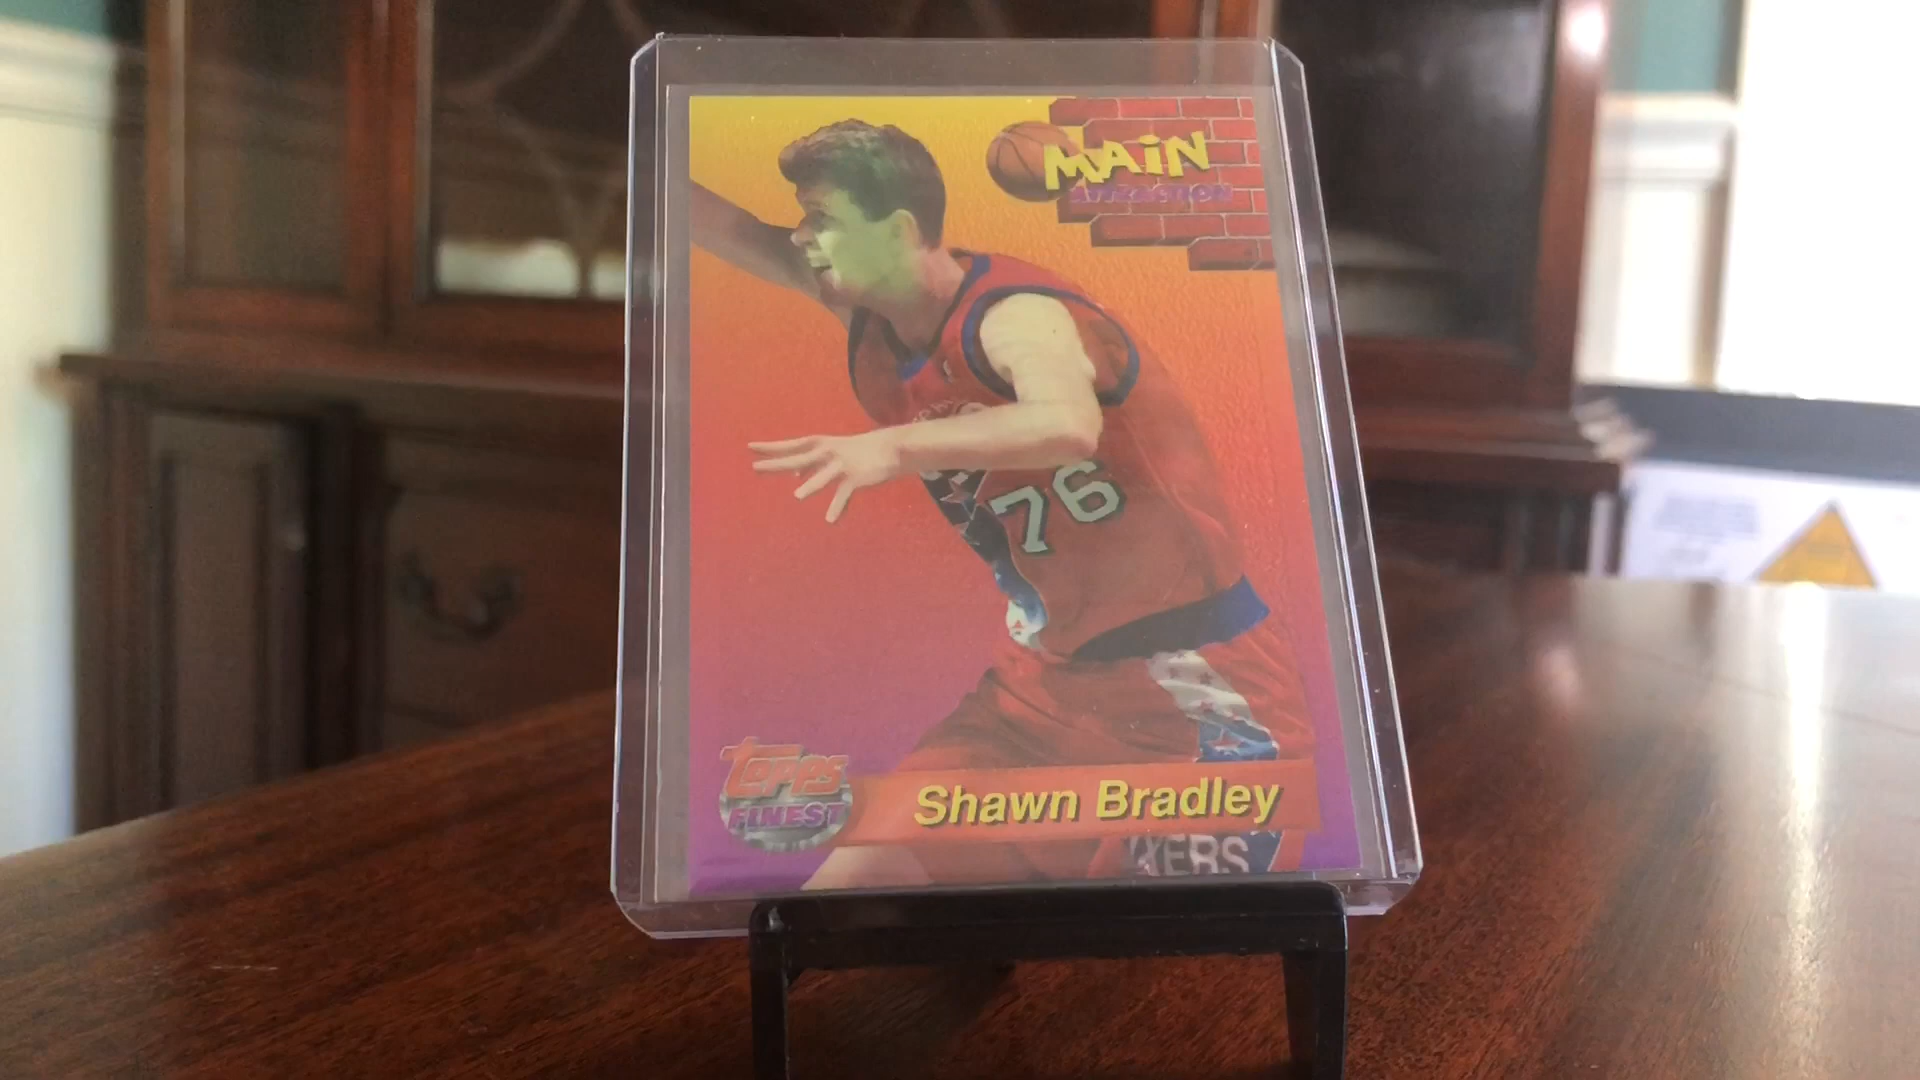 MAiN
ATTRACTION
76
Topps
FINEST
Shawn Bradley
XERS